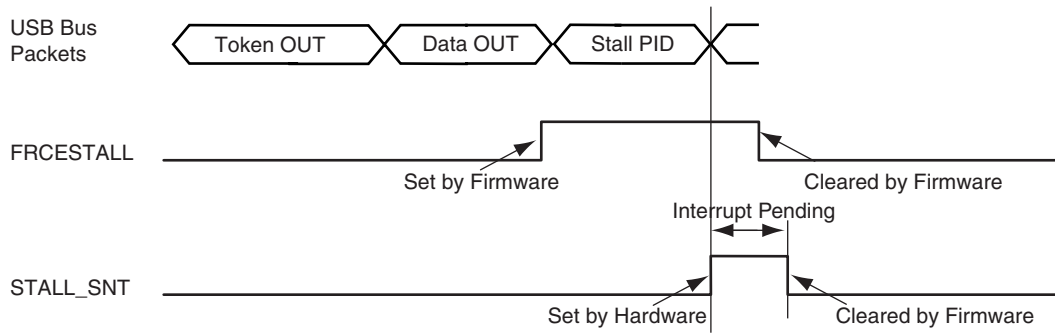 USB Bus
Packets
Token OUT
Data OUT
Stall PID
FRCESTALL
Set by Firmware
Cleared by Firmware
Interrupt Pending
STALL_SNT
Set by Hardware
Cleared by Firmware